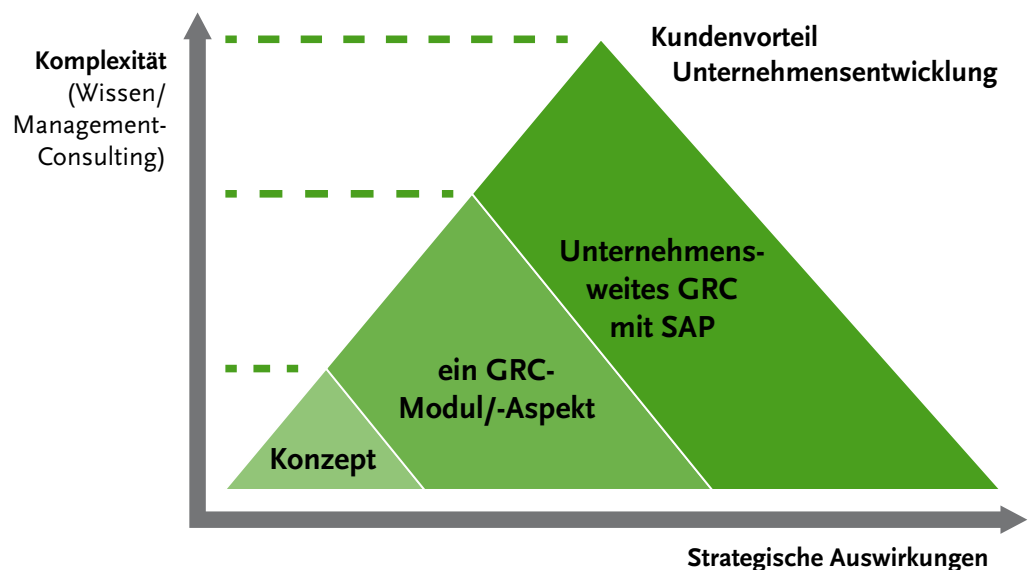 Komplexität
(Wissen/
Management-
Consulting)
Kundenvorteil
Unternehmensentwicklung
Unternehmens-
weites GRC
mit SAP
ein GRC-
Modul/-Aspekt
Konzept
Strategische Auswirkungen